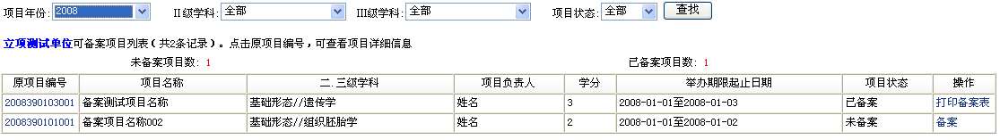 项目年份: 2008 II级学科: 全部 III级学科: 全部 项目状态: 全部 查找
立项测试单位可备案项目列表(共2条记录)。点击原项目编号,可查看项目详细信息
未备案项目数: 1 已备案项目数: 1
原项目编号 项目名称 二.三级学科 项目负责人 学分 举办期限起止日期 项目状态 操作
2008390103001 备案测试项目名称 基础形态//遗传学 姓名 3 2008-01-01至2008-01-03 已备案 打印备案表
2008390101001 备案项目名称002 基础形态//组织胚胎学 姓名 2 2008-01-01至2008-01-02 未备案 备案